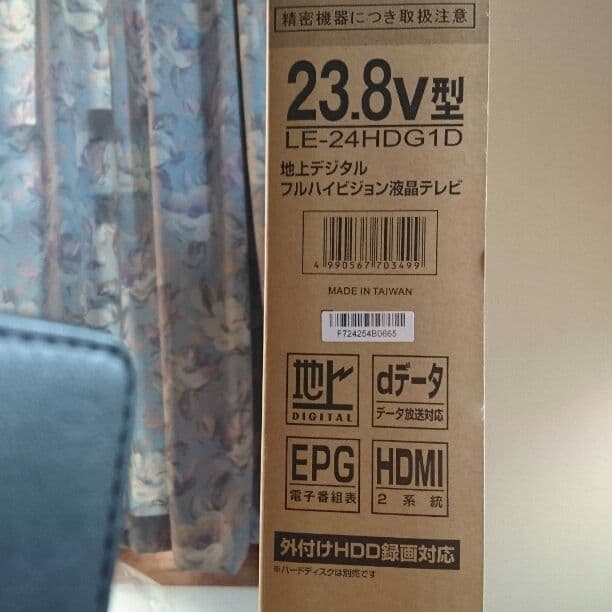 精密機器につき取扱注意
23.8V型
LE-24HDG1D
地上デジタル
フルハイビジョン液晶テレビ
4 990567 703499
MADE IN TAIWAN
F724254B0665
地上
DIGITAL
dデータ
データ放送対応
EPG
電子番組表
HDMI
2系統
外付けHDD録画対応
※ハードディスクは別売です